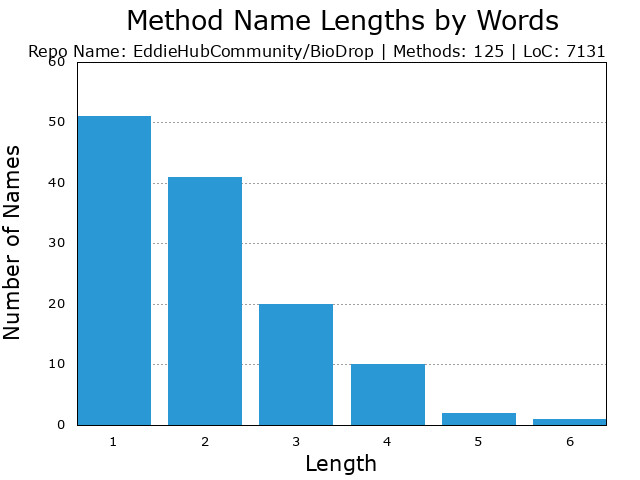 Method Name Lengths by Words
Repo Name: EddieHubCommunity/BioDrop | Methods: 125 | LoC: 7131
60
50
40
30
20
10
0
Number of Names
1 2 3 4 5 6
Length